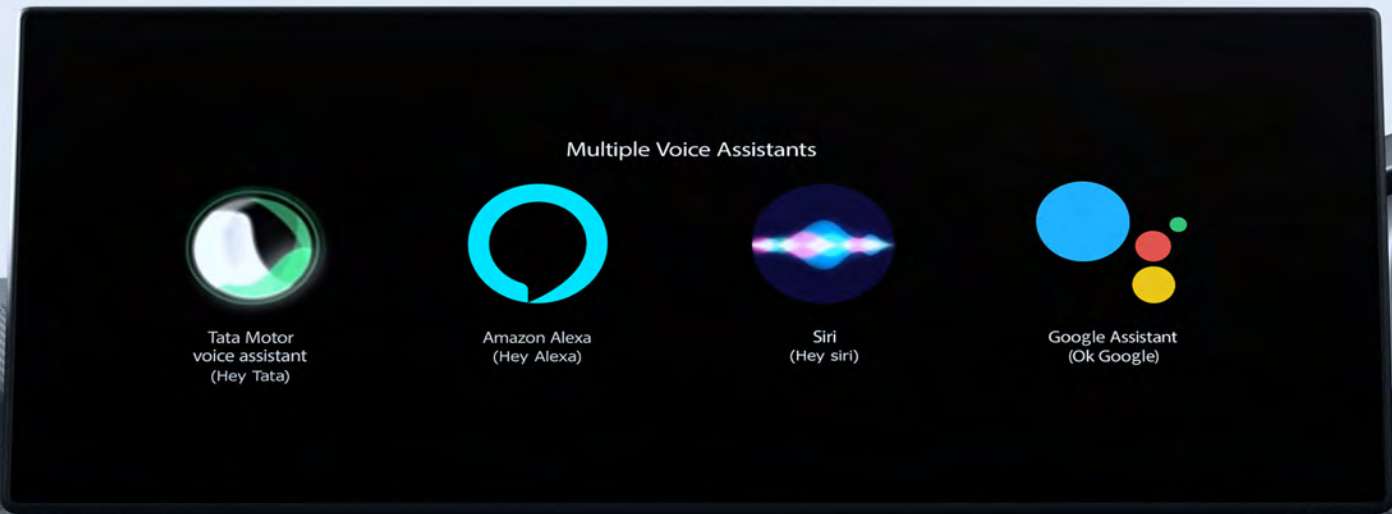 Multiple Voice Assistants
Tata Motor
voice assistant
(Hey Tata)
Amazon Alexa
(Hey Alexa)
Siri
(Hey siri)
Google Assistant
(Ok Google)